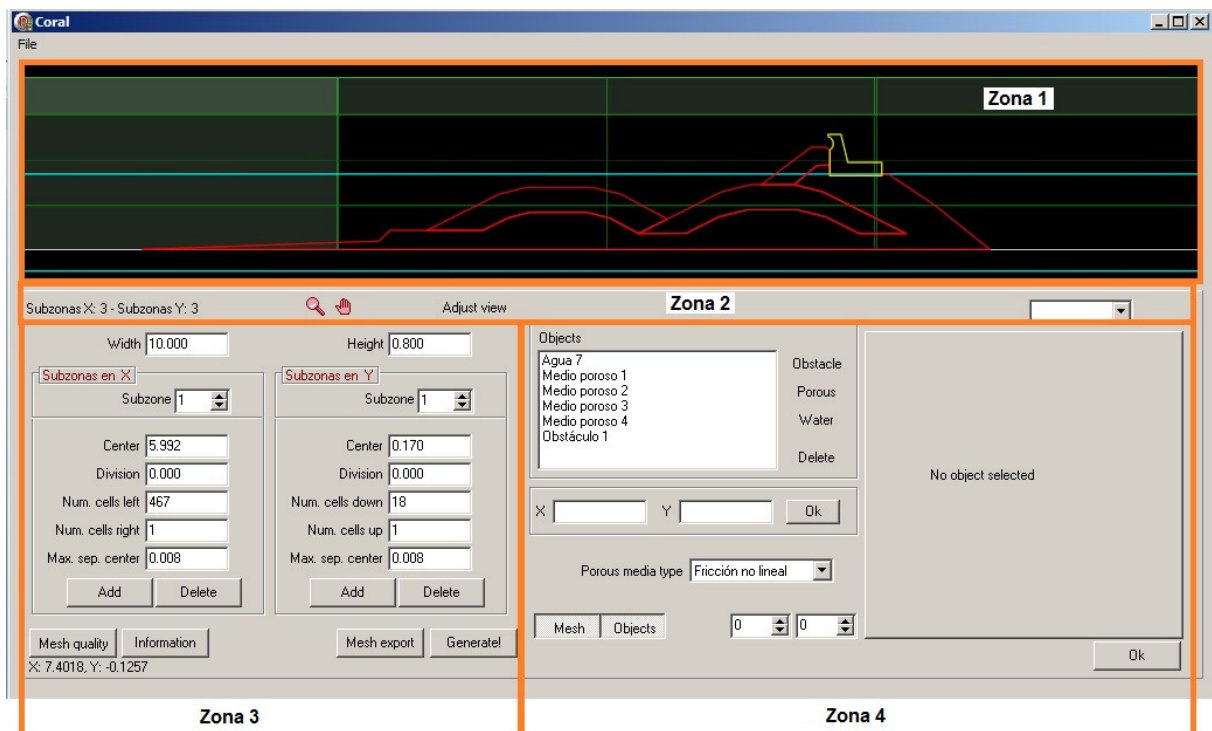 Coral
File
Zona 1
Subzonas X: 3 - Subzonas Y: 3 Adjust view Zona 2
Width 10.000 Height 0.800
Subzonas en X Subzonas en Y
Subzone 1 Subzone 1
Center 5.992 Center 0.170
Division 0.000 Division 0.000
Num. cells left 467 Num. cells down 18
Num. cells right 1 Num. cells up 1
Max. sep. center 0.008 Max. sep. center 0.008
Add Delete Add Delete
Mesh quality Information Mesh export Generate!
X: 7.4018, Y: -0.1257
Objects
Agua 7
Medio poroso 1
Medio poroso 2
Medio poroso 3
Medio poroso 4
Obstáculo 1
Obstacle
Porous
Water
Delete
X Y Ok
Porous media type Fricción no lineal
Mesh Objects 0 0
No object selected
Ok
Zona 3 Zona 4